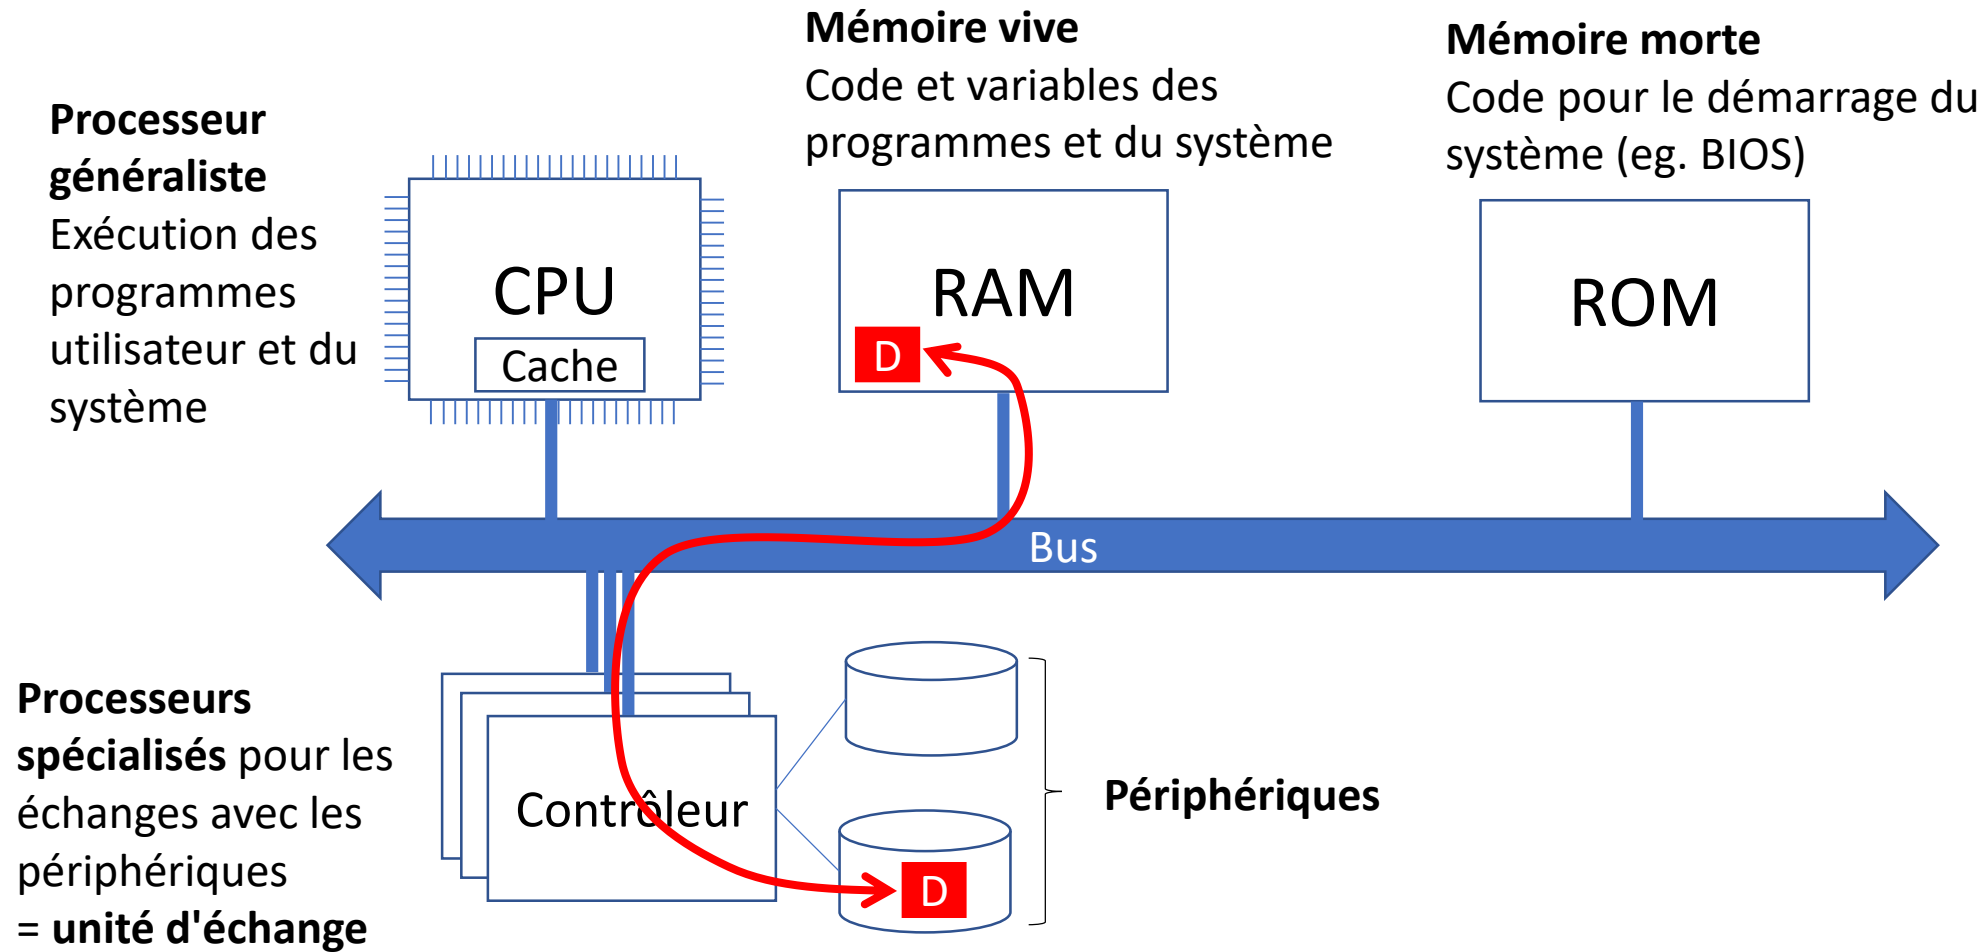 Processeur
généraliste
Exécution des
programmes
utilisateur et du
système
CPU
Cache
Mémoire vive
Code et variables des
programmes et du système
RAM
D
Mémoire morte
Code pour le démarrage du
système (eg. BIOS)
ROM
Bus
Processeurs
spécialisés pour les
échanges avec les
périphériques
= unité d'échange
Contrôleur
D
Périphériques